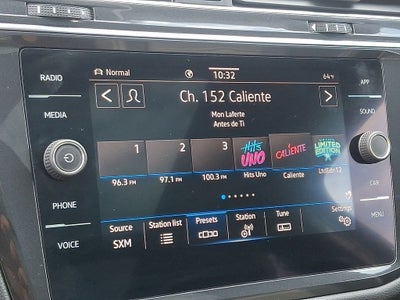 RADIO
MEDIA
PHONE
VOICE
APP
SOUND
CAR
MENU
Normal
10:32
64°F
Ch. 152 Caliente
Mon Laferte
Antes de Ti
1 2 3 Hits UNO CALIENTE LIMITED EDITION
96.3 FM 97.1 FM 100.3 FM Hits Uno Caliente LtdEdtr12
Source Station list Presets Station Tune Settings
SXM